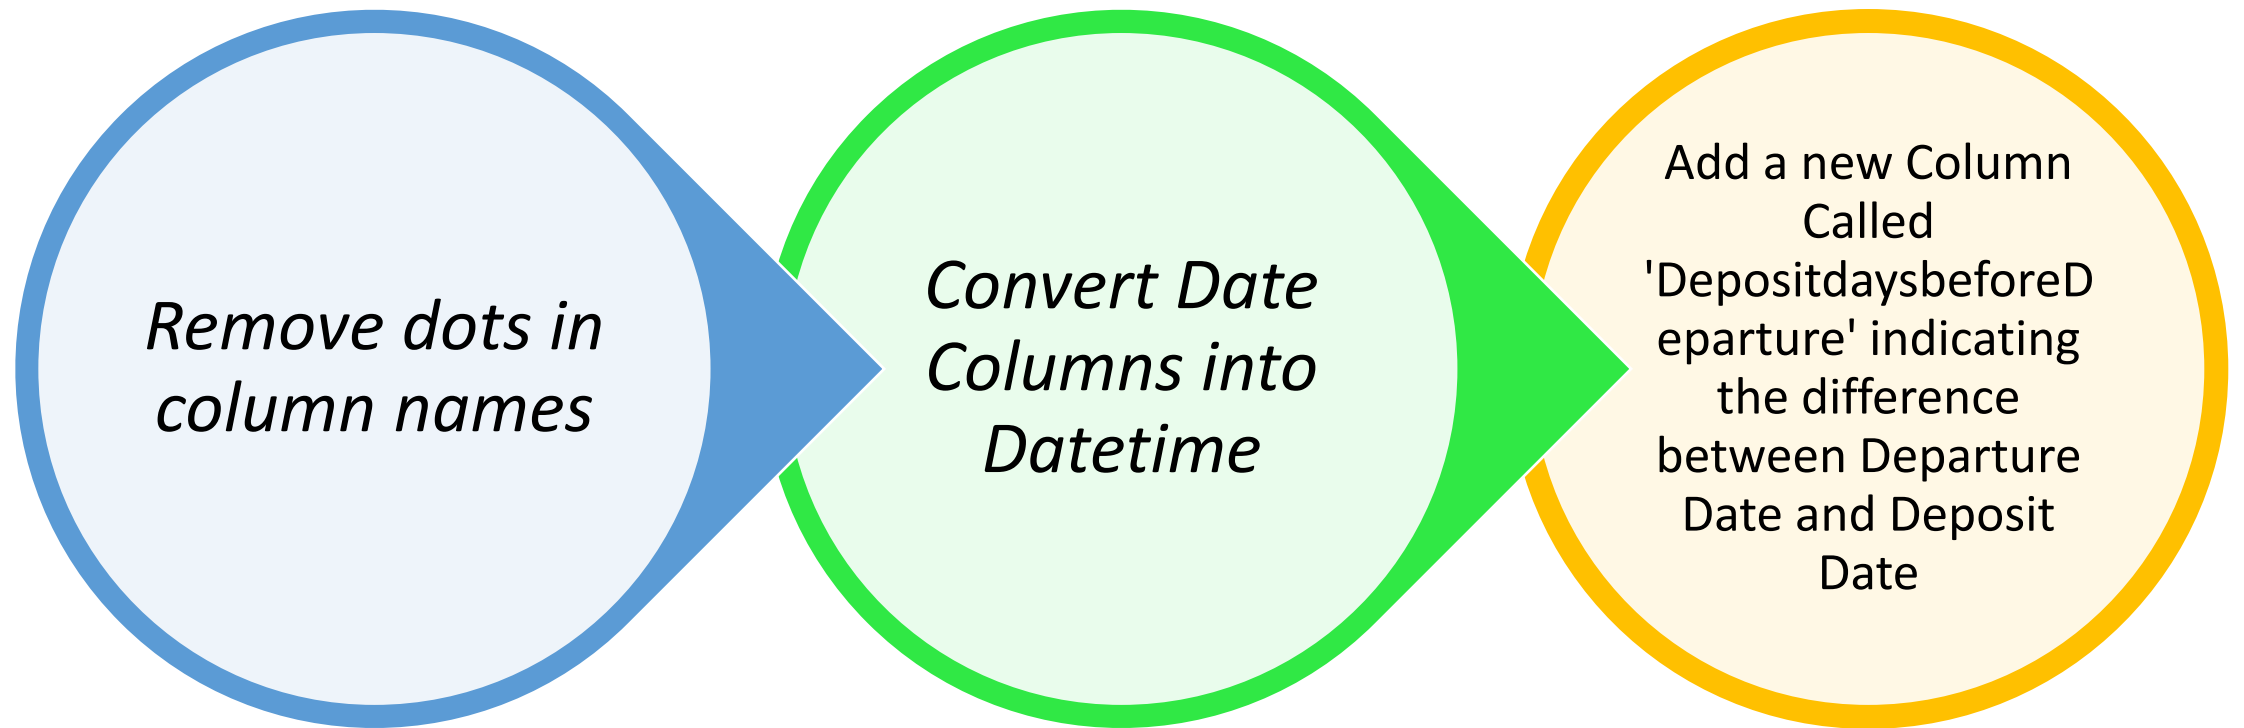 Remove dots in
column names
Convert Date
Columns into
Datetime
Add a new Column
Called
'DepositdaysbeforeD
eparture' indicating
the difference
between Departure
Date and Deposit
Date